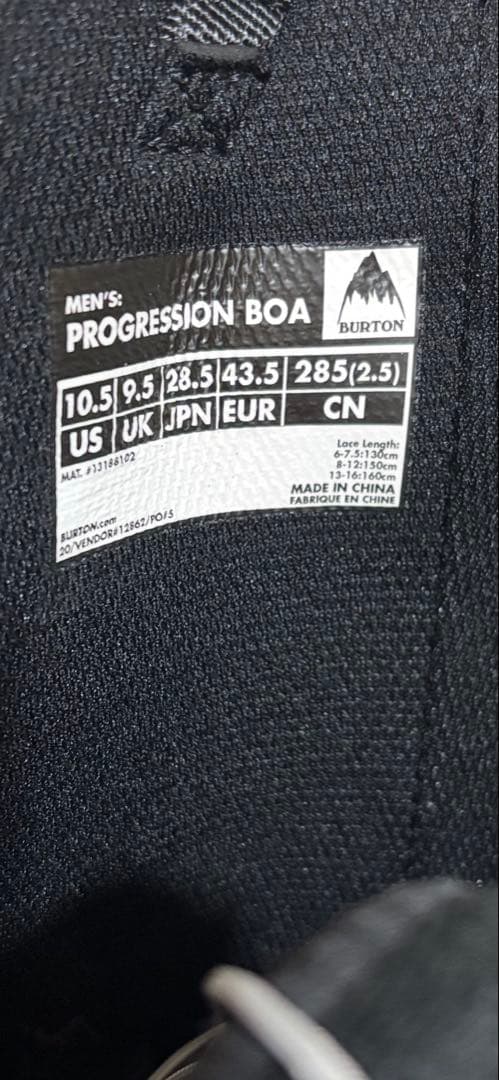 MEN'S:
PROGRESSION BOA
BURTON
10.5 9.5 28.5 43.5 285(2.5)
US UK JPN EUR CN
MAT. #13188102
Lace Length:
6-7.5:130cm
8-12:150cm
13-16:160cm
MADE IN CHINA
FABRIQUE EN CHINE
BURTON.com
20/VENDOR#12862/PO#5